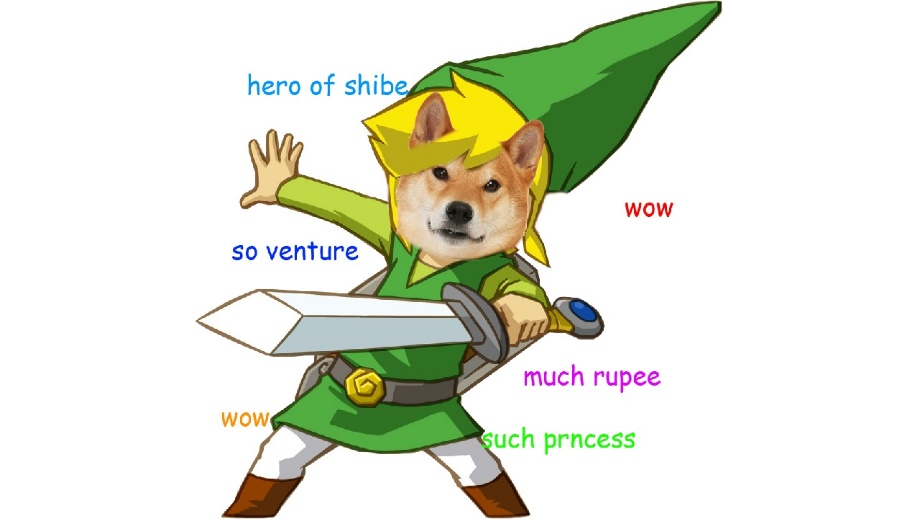 hero of shibe
wow
so venture
much rupee
wow
such prncess